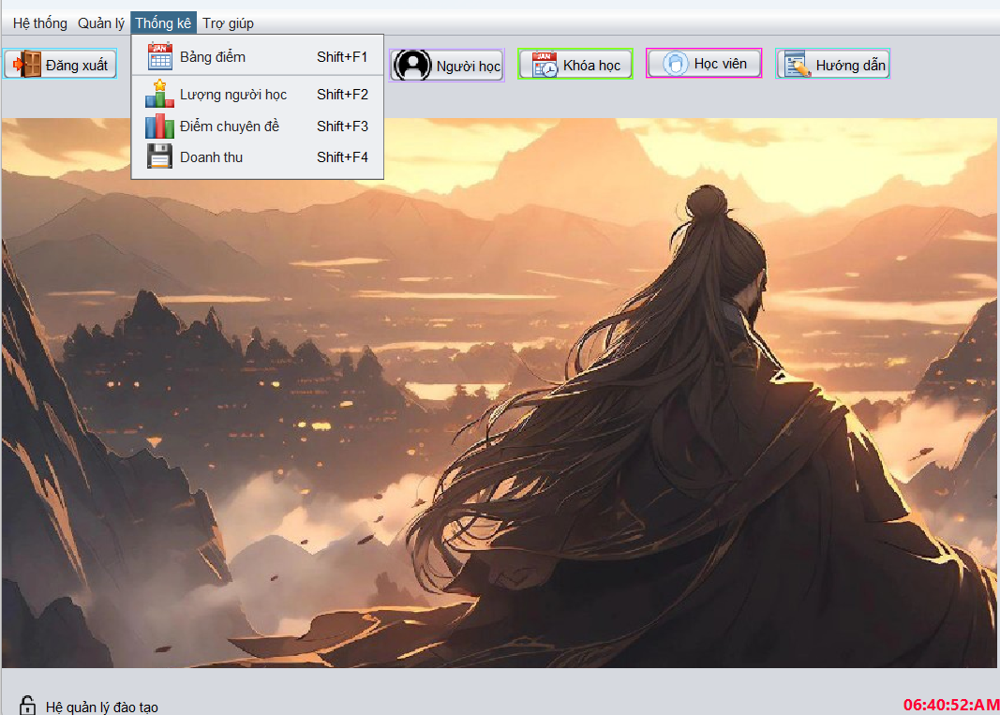 Hệ thống Quản lý Thống kê Trợ giúp
Đăng xuất
Bảng điểm Shift+F1
Lượng người học Shift+F2
Điểm chuyên đề Shift+F3
Doanh thu Shift+F4
Người học
Khóa học
Học viên
Hướng dẫn
JAN
JAN
Hệ quản lý đào tạo
06:40:52:AM